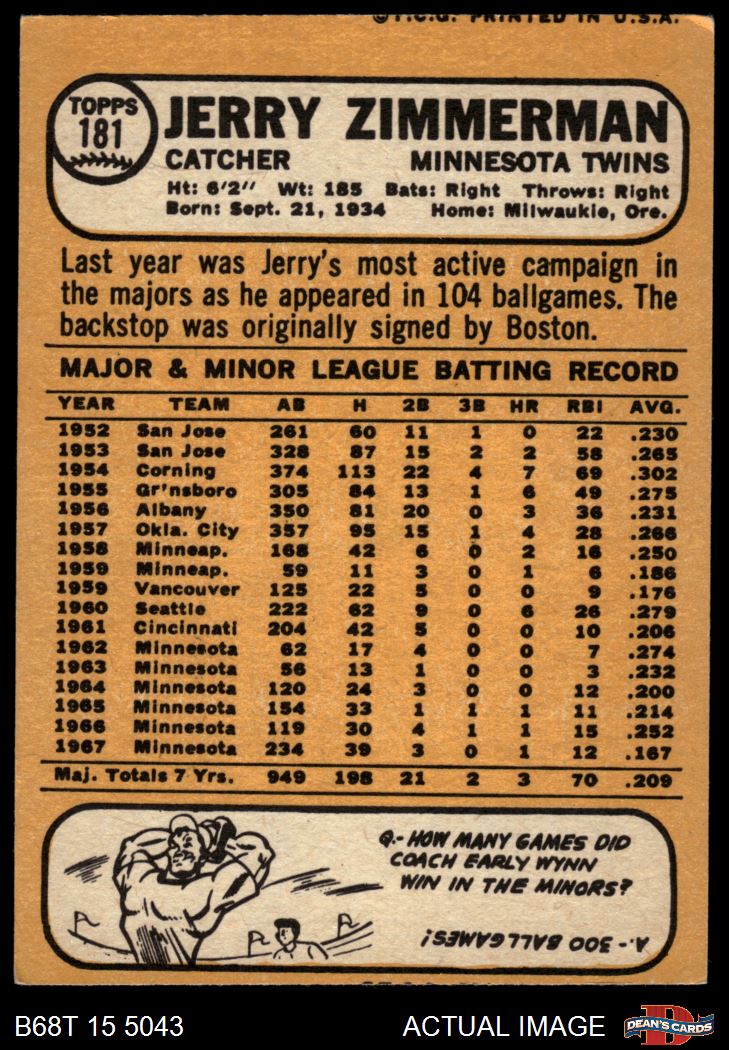 ©T.C.G. PRINTED IN U.S.A.
TOPPS
181
JERRY ZIMMERMAN
CATCHER MINNESOTA TWINS
Ht: 6'2" Wt: 185 Bats: Right Throws: Right
Born: Sept. 21, 1934 Home: Milwaukie, Ore.
Last year was Jerry's most active campaign in
the majors as he appeared in 104 ballgames. The
backstop was originally signed by Boston.
MAJOR & MINOR LEAGUE BATTING RECORD
YEAR TEAM AB H 2B 3B HR RBI AVG.
1952 San Jose 261 60 11 1 0 22 .230
1953 San Jose 328 87 15 2 2 58 .265
1954 Corning 374 113 22 4 7 69 .302
1955 Gr'nsboro 305 84 13 1 6 49 .275
1956 Albany 350 81 20 0 3 36 .231
1957 Okla. City 357 95 15 1 4 28 .266
1958 Minneap. 168 42 6 0 2 16 .250
1959 Minneap. 59 11 3 0 1 6 .186
1959 Vancouver 125 22 5 0 0 9 .176
1960 Seattle 222 62 9 0 6 26 .279
1961 Cincinnati 204 42 5 0 0 10 .206
1962 Minnesota 62 17 4 0 0 7 .274
1963 Minnesota 56 13 1 0 0 3 .232
1964 Minnesota 120 24 3 0 0 12 .200
1965 Minnesota 154 33 1 1 1 11 .214
1966 Minnesota 119 30 4 1 1 15 .252
1967 Minnesota 234 39 3 0 1 12 .167
Maj. Totals 7 Yrs. 949 198 21 2 3 70 .209
Q.- HOW MANY GAMES DID
COACH EARLY WYNN
WIN IN THE MINORS?
A.- 300 BALLGAMES!
B68T 15 5043 ACTUAL IMAGE
DEAN'S CARDS